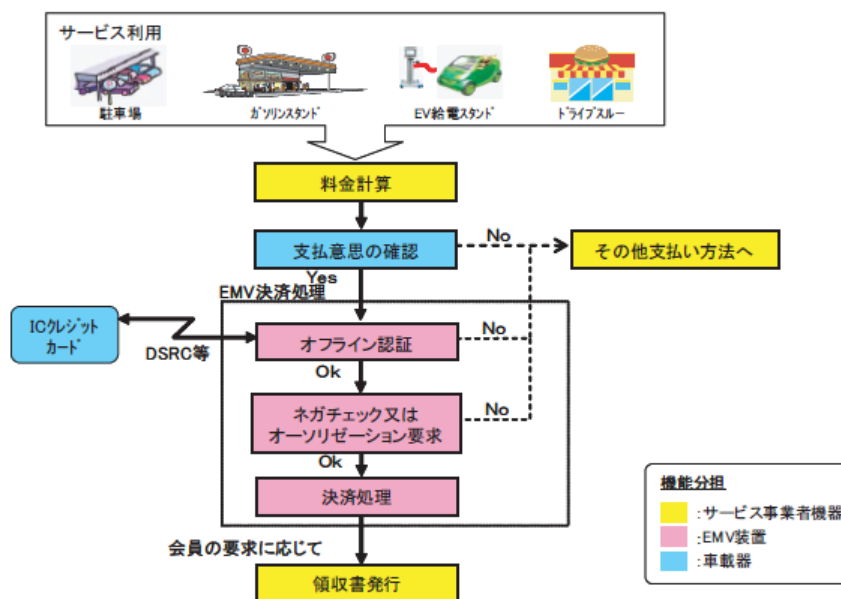 サービス利用
駐車場
ｶﾞｿﾘﾝｽﾀﾝﾄﾞ
EV給電ｽﾀﾝﾄﾞ
ﾄﾞﾗｲﾌﾞｽﾙｰ
料金計算
支払意思の確認
No
その他支払い方法へ
Yes
EMV決済処理
ICｸﾚｼﾞｯﾄ
ｶｰﾄﾞ
DSRC等
オフライン認証
No
Ok
ネガチェック又は
オーソリゼーション要求
No
Ok
決済処理
会員の要求に応じて
領収書発行
機能分担
:サービス事業者機器
:EMV装置
:車載器